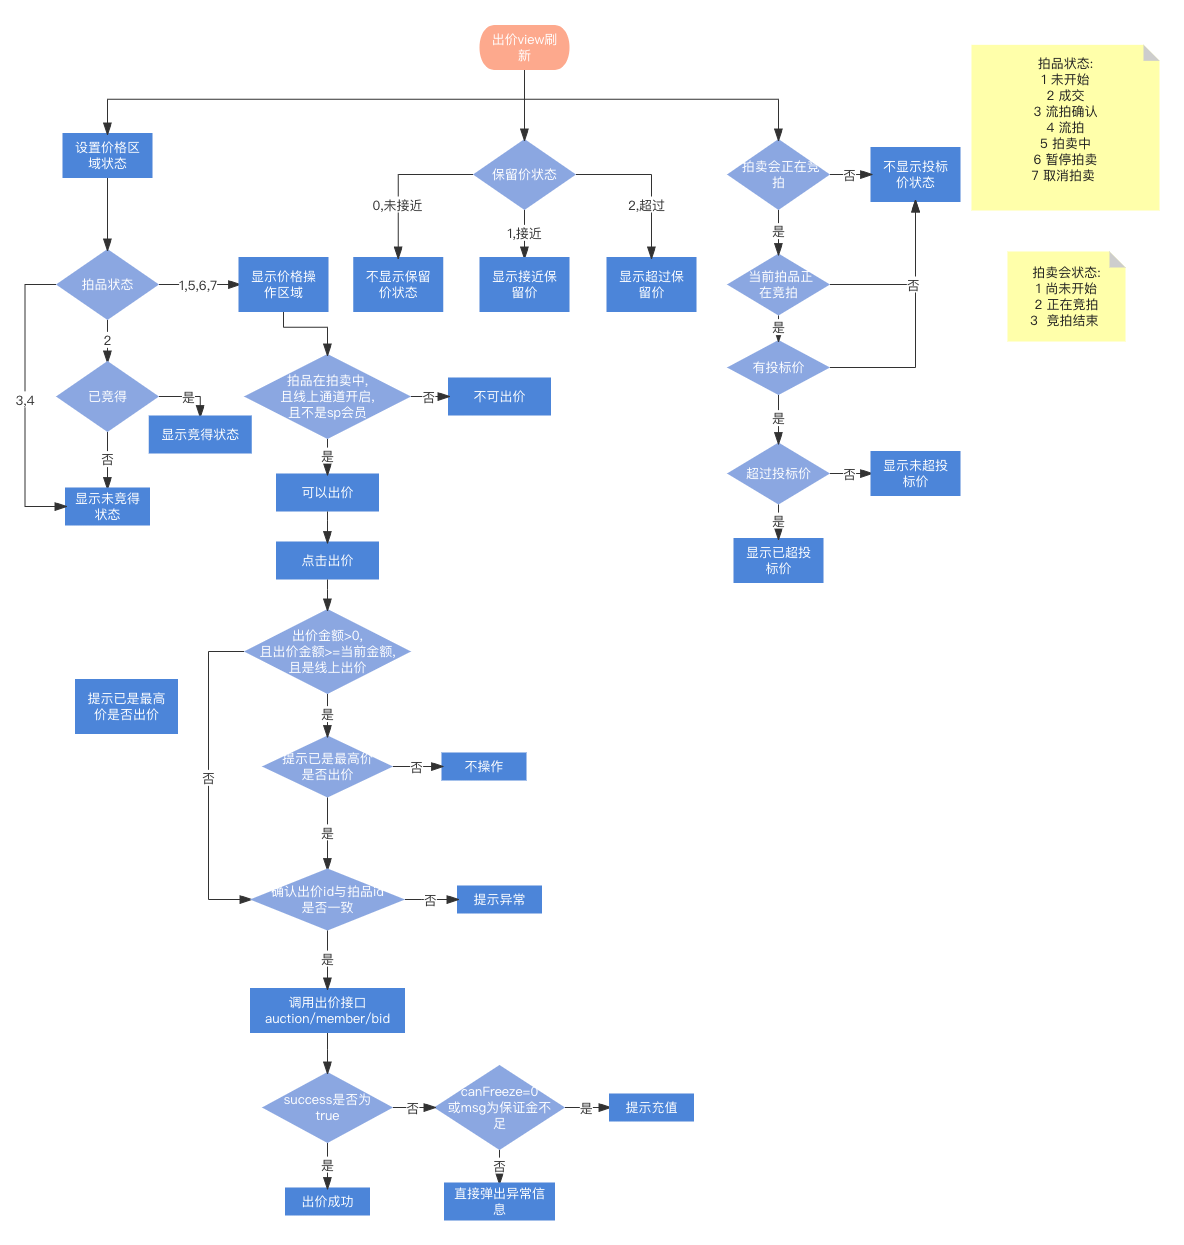 出价view刷
新
拍品状态:
1 未开始
2 成交
3 流拍确认
4 流拍
5 拍卖中
6 暂停拍卖
7 取消拍卖
拍卖会状态:
1 尚未开始
2 正在竞拍
3 竞拍结束
设置价格区
域状态
拍品状态
1,5,6,7
显示价格操
作区域
2
3,4
已竞得
是
显示竞得状态
否
显示未竞得
状态
拍品在拍卖中,
且线上通道开启,
且不是sp会员
否
不可出价
是
可以出价
点击出价
出价金额>0,
且出价金额>=当前金额,
且是线上出价
是
否
提示已是最高
价是否出价
提示已是最高价
是否出价
否
不操作
是
确认出价id与拍品id
是否一致
否
提示异常
是
调用出价接口
auction/member/bid
success是否为
true
否
canFreeze=0
或msg为保证金不
足
是
提示充值
是
出价成功
否
直接弹出异常信
息
保留价状态
0,未接近
1,接近
2,超过
不显示保留
价状态
显示接近保
留价
显示超过保
留价
拍卖会正在竞
拍
否
不显示投标
价状态
是
当前拍品正
在竞拍
否
是
有投标价
是
超过投标价
否
显示未超投
标价
是
显示已超投
标价